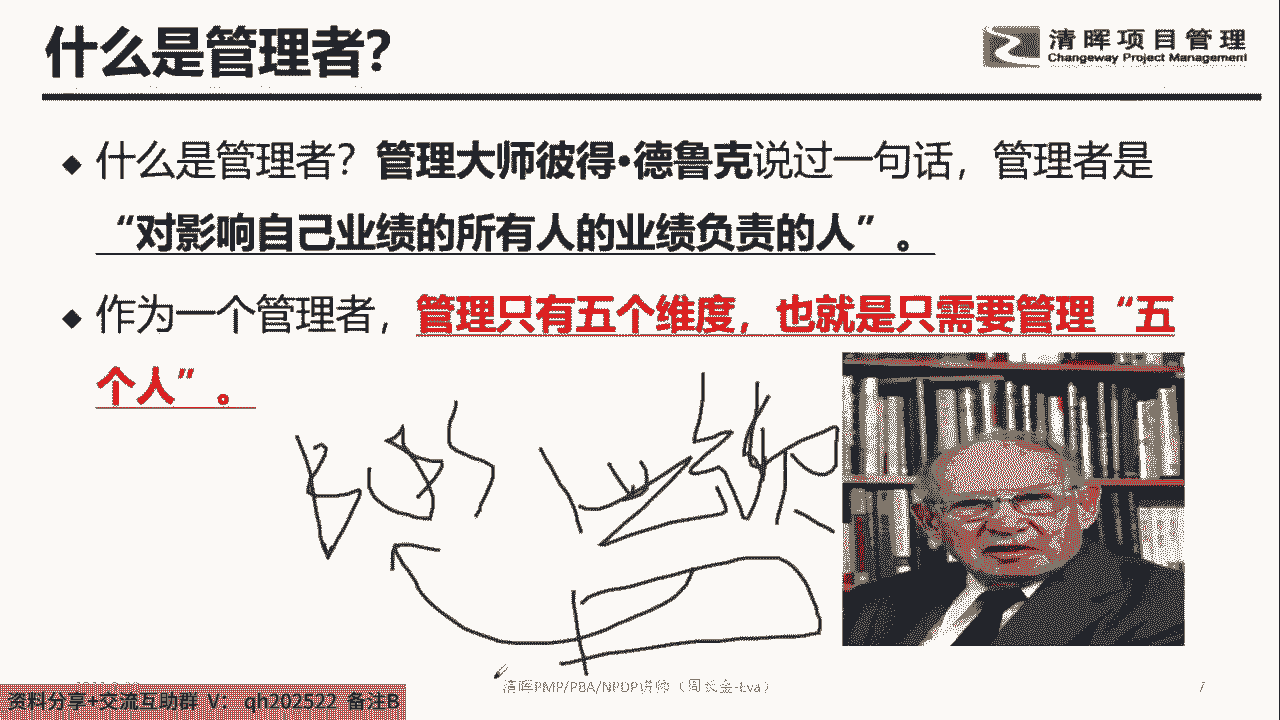 什么是管理者？
清晖项目管理
Changeway Project Management
◆ 什么是管理者？管理大师彼得•德鲁克说过一句话，管理者是
“对影响自己业绩的所有人的业绩负责的人”。
◆ 作为一个管理者，管理只有五个维度，也就是只需要管理“五
个人”。
业绩
清晖PMP/PBA/NPDP讲师（周长金-Eva）
7
资料分享+交流互助群 V： qh202522 备注B